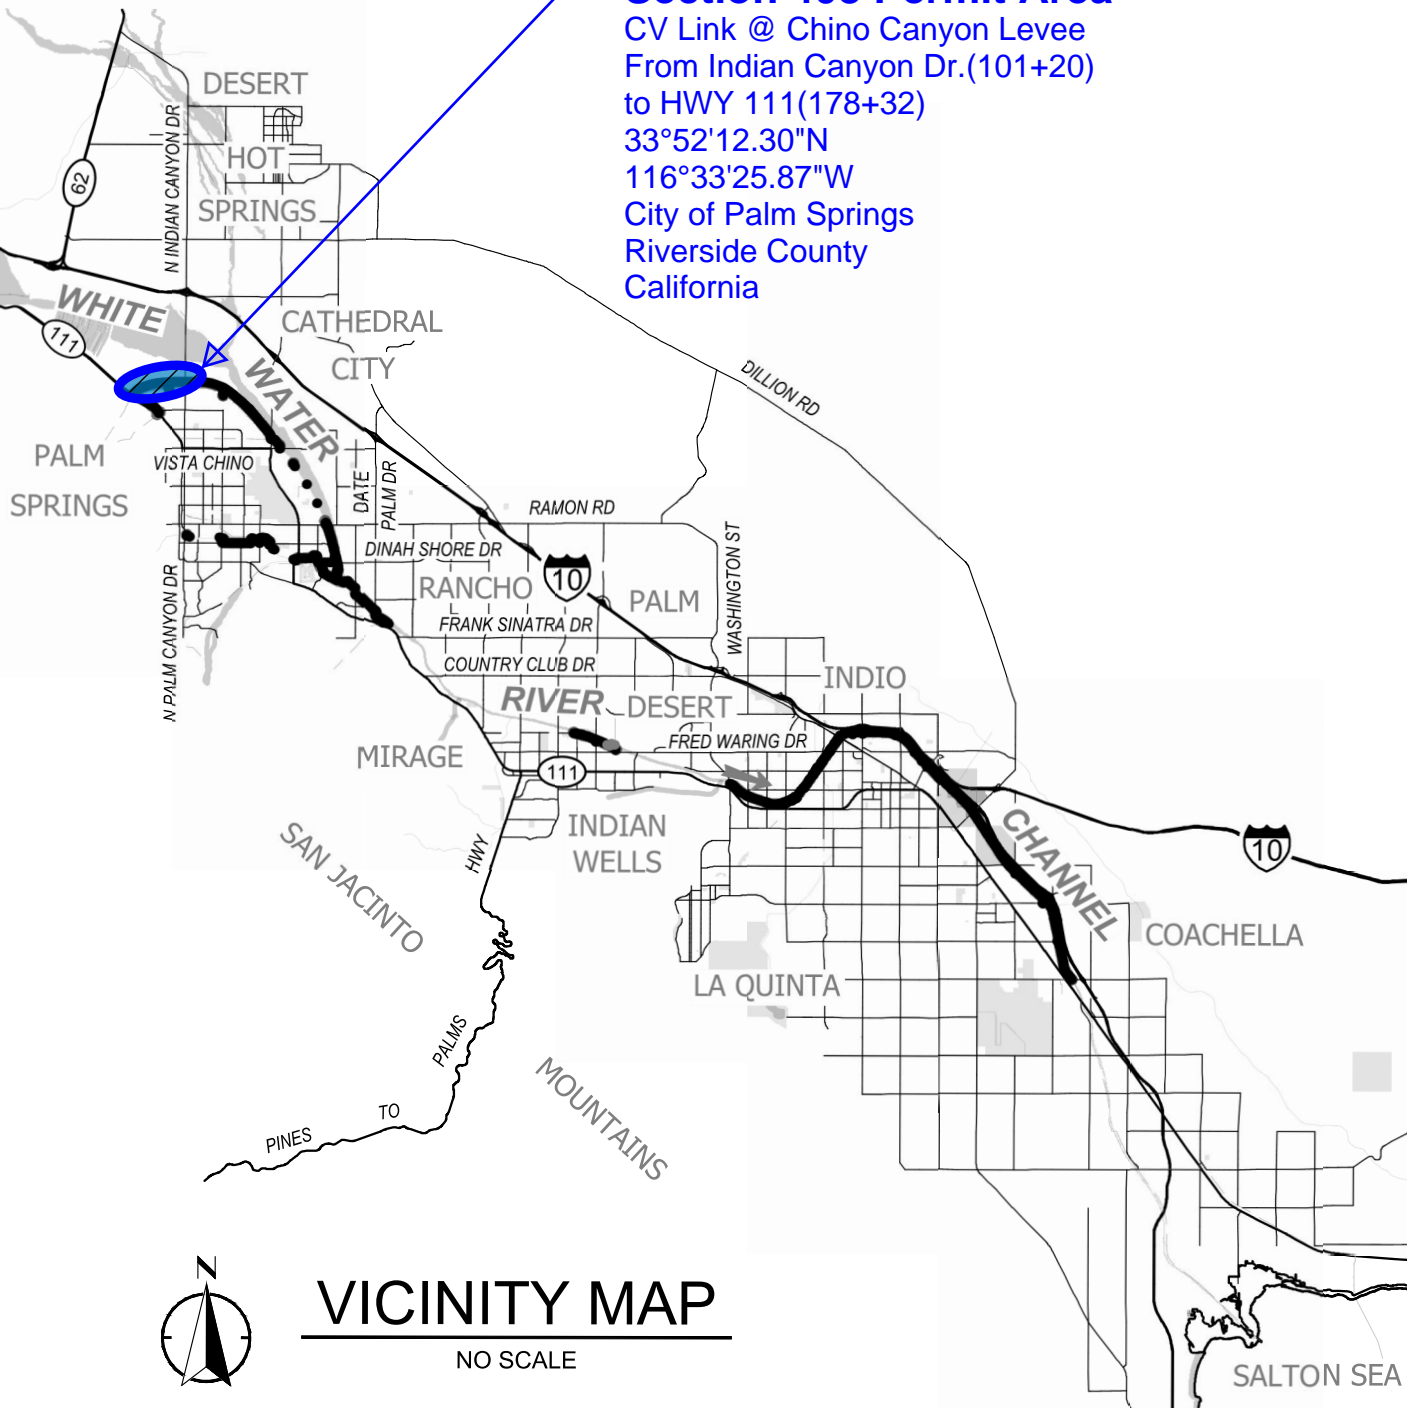 Section 408 Permit Area
CV Link @ Chino Canyon Levee
From Indian Canyon Dr.(101+20)
to HWY 111(178+32)
33°52'12.30"N
116°33'25.87"W
City of Palm Springs
Riverside County
California
DESERT
HOT
SPRINGS
N INDIAN CANYON DR
62
WHITE
WATER
111
CATHEDRAL
CITY
DILLION RD
PALM
SPRINGS
VISTA CHINO
DATE
PALM DR
RAMON RD
DINAH SHORE DR
WASHINGTON ST
RANCHO
10
PALM
N PALM CANYON DR
FRANK SINATRA DR
COUNTRY CLUB DR
INDIO
RIVER
DESERT
FRED WARING DR
MIRAGE
111
INDIAN
WELLS
HWY
SAN JACINTO
CHANNEL
10
COACHELLA
LA QUINTA
PALMS
MOUNTAINS
TO
PINES
N
VICINITY MAP
NO SCALE
SALTON SEA